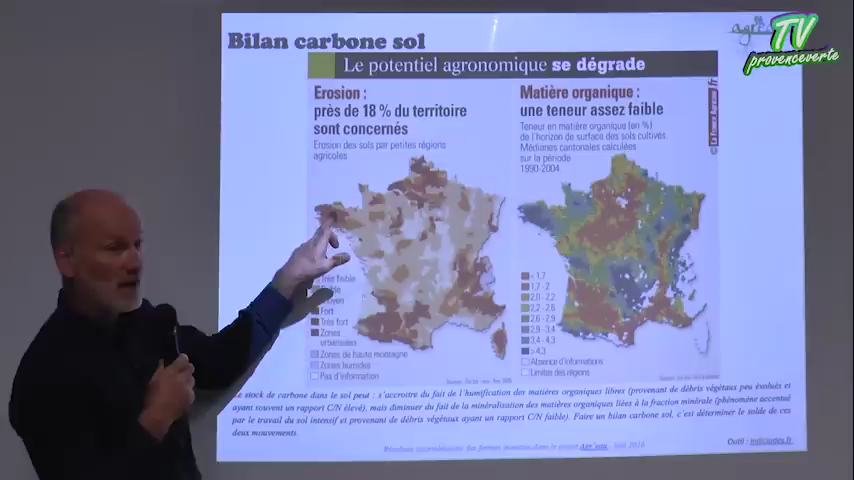 Bilan carbone sol
TV
provenceverte
Le potentiel agronomique se dégrade
Erosion :
près de 18 % du territoire
sont concernés
Erosion des sols par petites régions
agricoles
Matière organique :
une teneur assez faible
Teneur en matière organique (en %)
de l'horizon de surface des sols cultivés.
Médianes cantonales calculées
sur la période
1990-2004.
© La France Agricole.fr
Très faible
Fort
Très fort
Zones
urbanisées
Zones de haute montagne
Zones humides
Pas d'information
< 1,7
1,7 - 2
2,0 - 2,2
2,2 - 2,6
2,6 - 2,9
2,9 - 3,4
3,4 - 4,3
> 4,3
Absence d'informations
Limites des régions
Le stock de carbone dans le sol peut : s'accroître du fait de l'humification des matières organiques libres (provenant de débris végétaux peu évolués et
ayant souvent un rapport C/N élevé), mais diminuer du fait de la minéralisation des matières organiques liées à la fraction minérale (phénomène accentué
par le travail du sol intensif et provenant de débris végétaux ayant un rapport C/N faible). Faire un bilan carbone sol, c'est déterminer le solde de ces
deux mouvements.
Outil : indiciades.fr